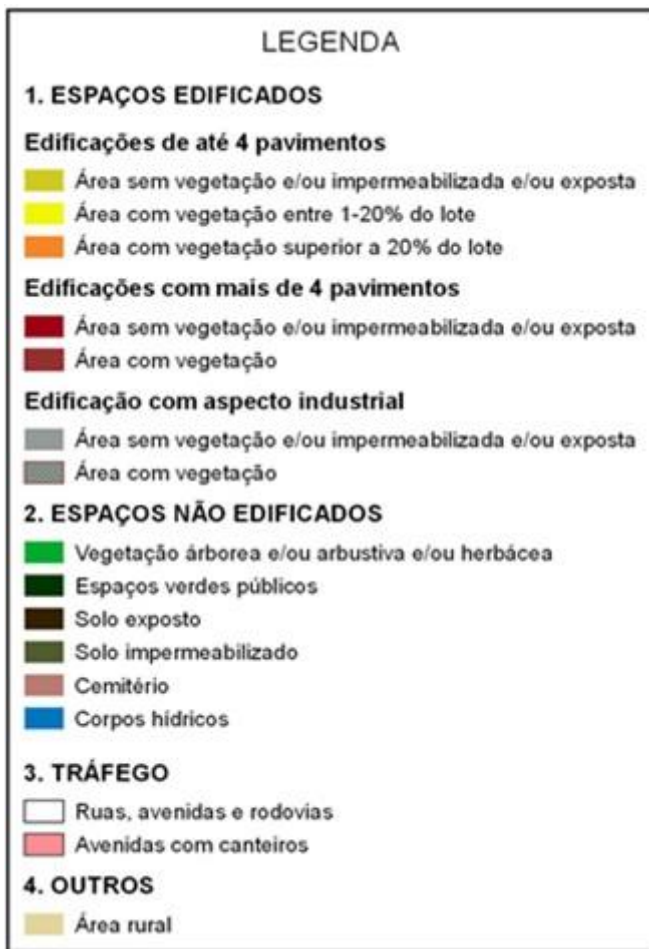 LEGENDA
1. ESPAÇOS EDIFICADOS
Edificações de até 4 pavimentos
Área sem vegetação e/ou impermeabilizada e/ou exposta
Área com vegetação entre 1-20% do lote
Área com vegetação superior a 20% do lote
Edificações com mais de 4 pavimentos
Área sem vegetação e/ou impermeabilizada e/ou exposta
Área com vegetação
Edificação com aspecto industrial
Área sem vegetação e/ou impermeabilizada e/ou exposta
Área com vegetação
2. ESPAÇOS NÃO EDIFICADOS
Vegetação árborea e/ou arbustiva e/ou herbácea
Espaços verdes públicos
Solo exposto
Solo impermeabilizado
Cemitério
Corpos hídricos
3. TRÁFEGO
Ruas, avenidas e rodovias
Avenidas com canteiros
4. OUTROS
Área rural